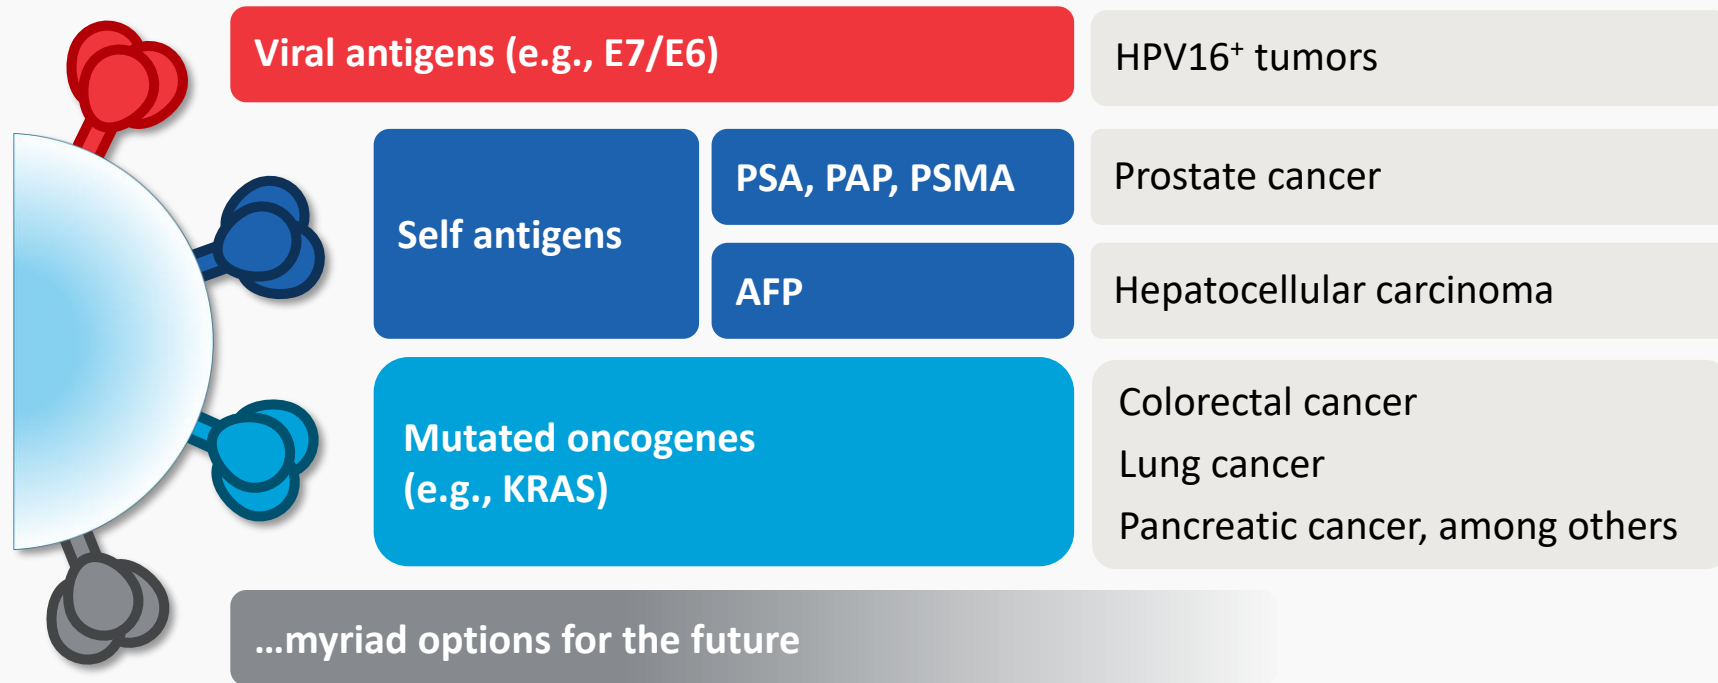 Viral antigens (e.g., E7/E6)
HPV16⁺ tumors
Self antigens
PSA, PAP, PSMA
Prostate cancer
AFP
Hepatocellular carcinoma
Mutated oncogenes
(e.g., KRAS)
Colorectal cancer
Lung cancer
Pancreatic cancer, among others
...myriad options for the future